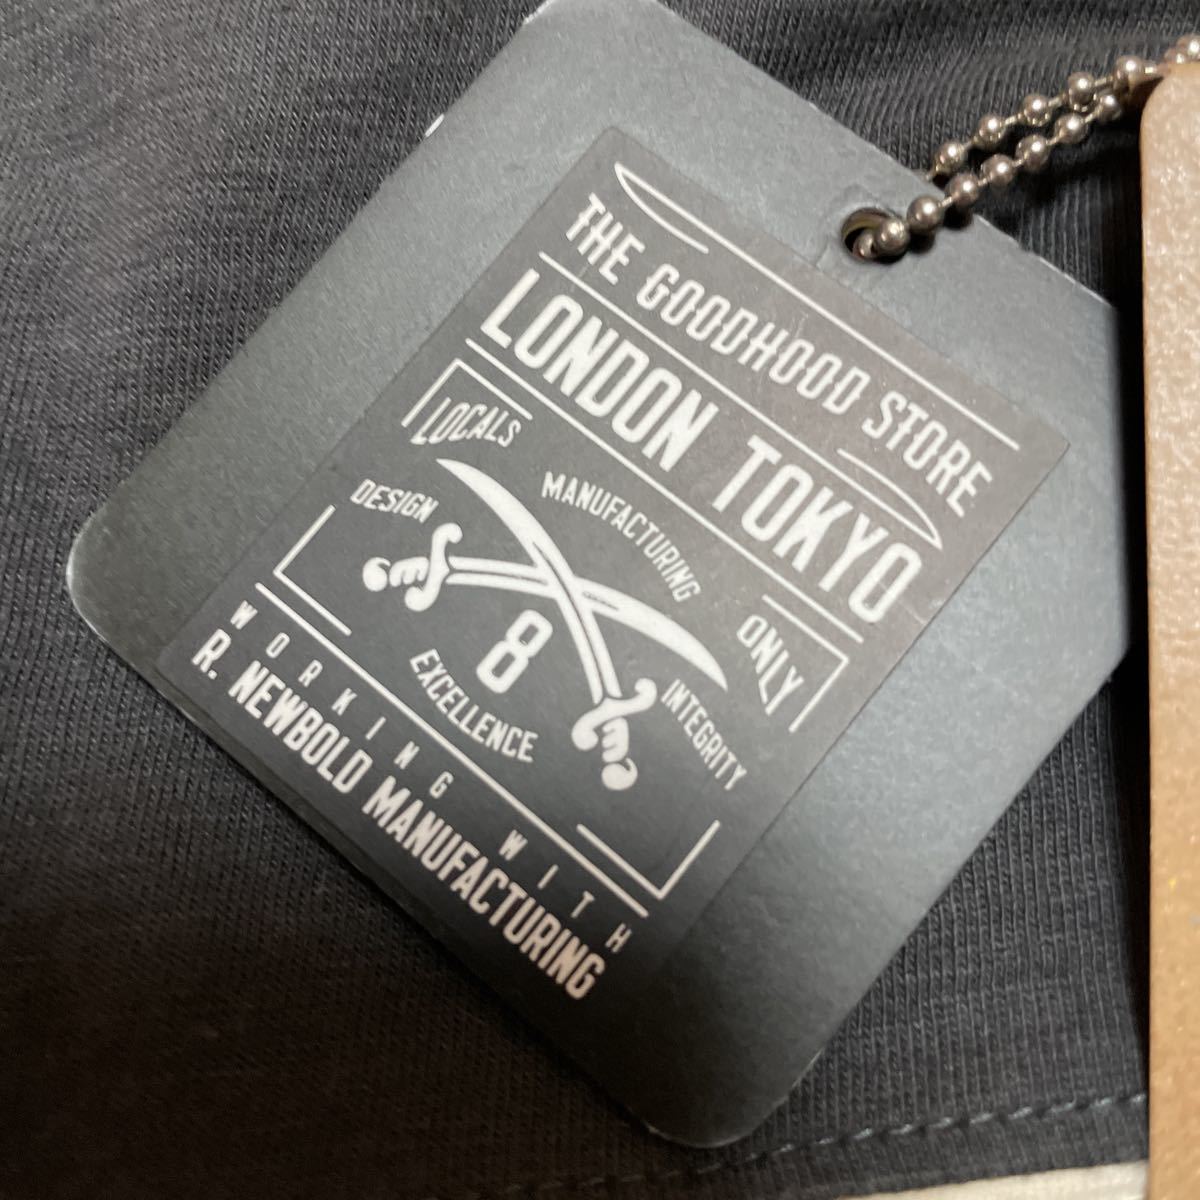 THE GOODHOOD STORE
LONDON TOKYO
LOCALS ONLY
DESIGN MANUFACTURING INTEGRITY
8
EXCELLENCE
WORKING WITH
R. NEWBOLD MANUFACTURING